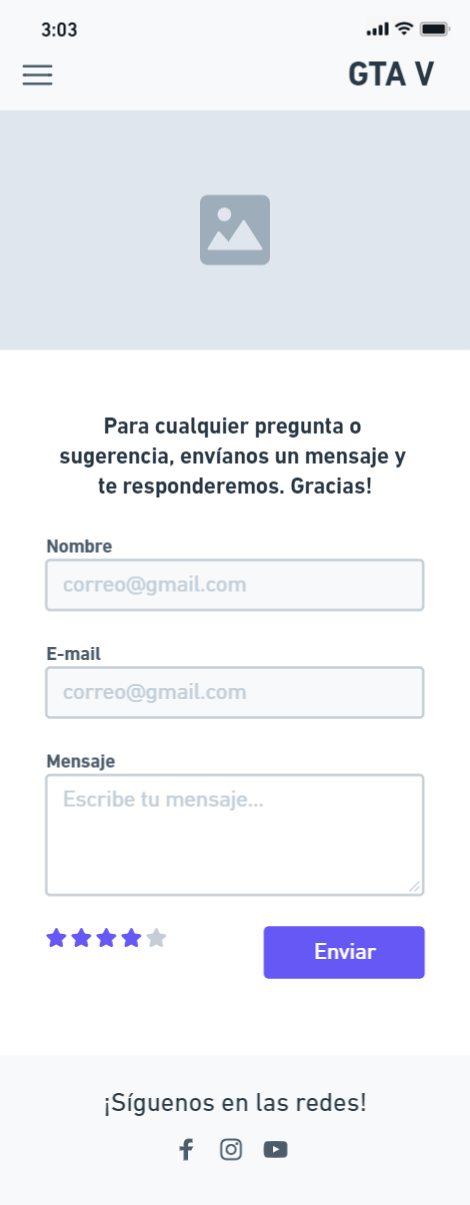 3:03
GTA V
Para cualquier pregunta o
sugerencia, envíanos un mensaje y
te responderemos. Gracias!
Nombre
correo@gmail.com
E-mail
correo@gmail.com
Mensaje
Escribe tu mensaje...
Enviar
¡Síguenos en las redes!